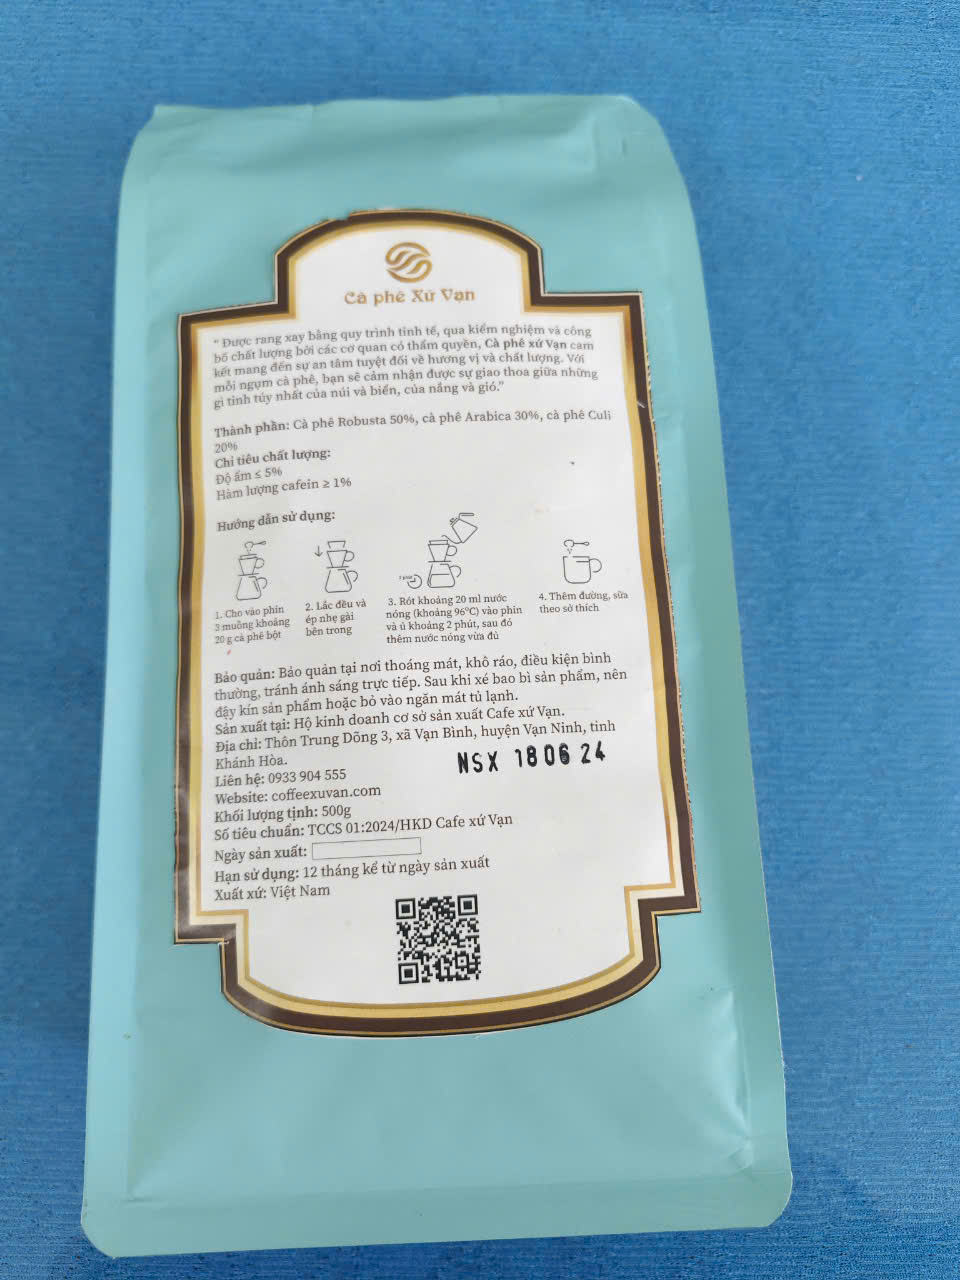 Cà phê Xứ Vạn
“ Được rang xay bằng quy trình tinh tế, qua kiểm nghiệm và công
bố chất lượng bởi các cơ quan có thẩm quyền, Cà phê xứ Vạn cam
kết mang đến sự an tâm tuyệt đối về hương vị và chất lượng. Với
mỗi ngụm cà phê, bạn sẽ cảm nhận được sự giao thoa giữa những
gì tinh túy nhất của núi và biển, của nắng và gió.”
Thành phần: Cà phê Robusta 50%, cà phê Arabica 30%, cà phê Culi
20%
Chỉ tiêu chất lượng:
Độ ẩm ≤ 5%
Hàm lượng cafein ≥ 1%
Hướng dẫn sử dụng:
1. Cho vào phin
3 muỗng khoảng
20 g cà phê bột
2. Lắc đều và
ép nhẹ gài
bên trong
3. Rót khoảng 20 ml nước
nóng (khoảng 96°C) vào phin
và ủ khoảng 2 phút, sau đó
thêm nước nóng vừa đủ
4. Thêm đường, sữa
theo sở thích
Bảo quản: Bảo quản tại nơi thoáng mát, khô ráo, điều kiện bình
thường, tránh ánh sáng trực tiếp. Sau khi xé bao bì sản phẩm, nên
đậy kín sản phẩm hoặc bỏ vào ngăn mát tủ lạnh.
Sản xuất tại: Hộ kinh doanh cơ sở sản xuất Cafe xứ Vạn.
Địa chỉ: Thôn Trung Dõng 3, xã Vạn Bình, huyện Vạn Ninh, tỉnh
Khánh Hòa.
NSX 180624
Liên hệ: 0933 904 555
Website: coffeexuvan.com
Khối lượng tịnh: 500g
Số tiêu chuẩn: TCCS 01:2024/HKD Cafe xứ Vạn
Ngày sản xuất:
Hạn sử dụng: 12 tháng kể từ ngày sản xuất
Xuất xứ: Việt Nam